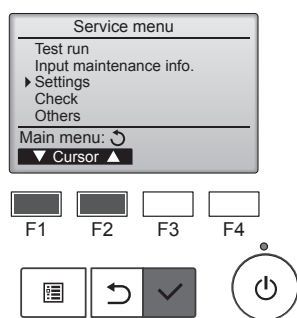 Service menu
Test run
Input maintenance info.
Settings
Check
Others
Main menu:
▼ Cursor ▲
F1 F2 F3 F4